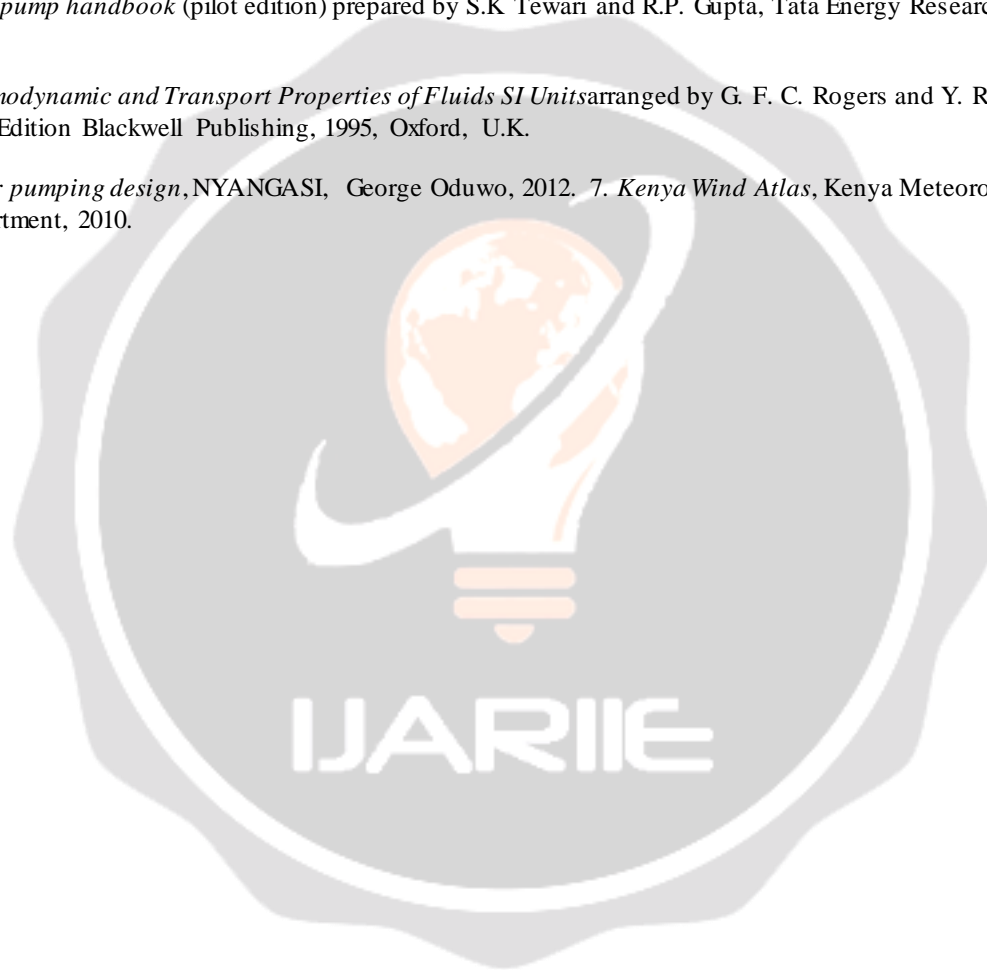 pump handbook (pilot edition) prepared by S.K Tewari and R.P. Gupta, Tata Energy Researc
modynamic and Transport Properties of Fluids SI Unitsarranged by G. F. C. Rogers and Y. R
Edition Blackwell Publishing, 1995, Oxford, U.K.
r pumping design, NYANGASI, George Oduwo, 2012. 7. Kenya Wind Atlas, Kenya Meteoro
rtment, 2010.
IJARIIE